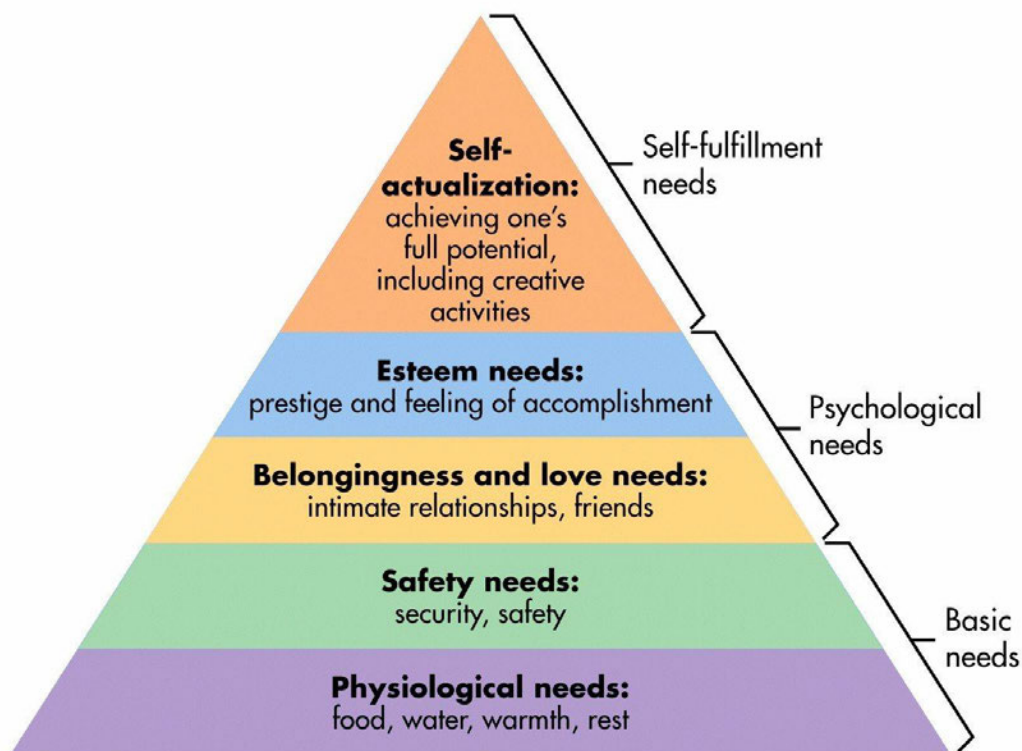 Self-
actualization:
achieving one's
full potential,
including creative
activities
Self-fulfillment
needs
Esteem needs:
prestige and feeling of accomplishment
Psychological
needs
Belongingness and love needs:
intimate relationships, friends
Safety needs:
security, safety
Basic
needs
Physiological needs:
food, water, warmth, rest